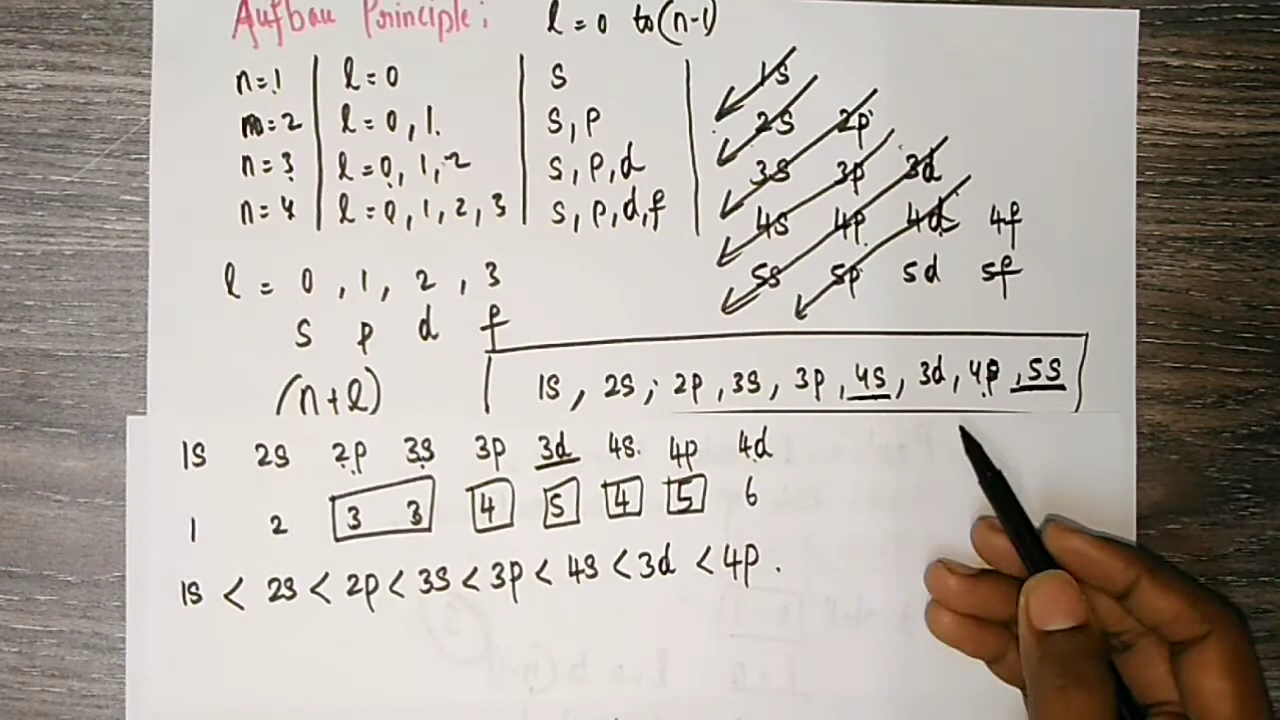 Aufbau Principle: l = 0 to (n-1)
n=1 l=0 s 1s
n=2 l=0,1. s,p 2s 2p
n=3 l=0,1,2 s,p,d 3s 3p 3d
n=4 l=0,1,2,3 s,p,d,f 4s 4p 4d 4f
5s 5p 5d 5f
l = 0, 1, 2, 3
s p d f
(n+l) 1s, 2s, 2p, 3s, 3p, 4s, 3d, 4p, 5s
1s 2s 2p 3s 3p 3d 4s. 4p 4d
1 2 3 3 4 5 4 5 6
1s < 2s < 2p < 3s < 3p < 4s < 3d < 4p.